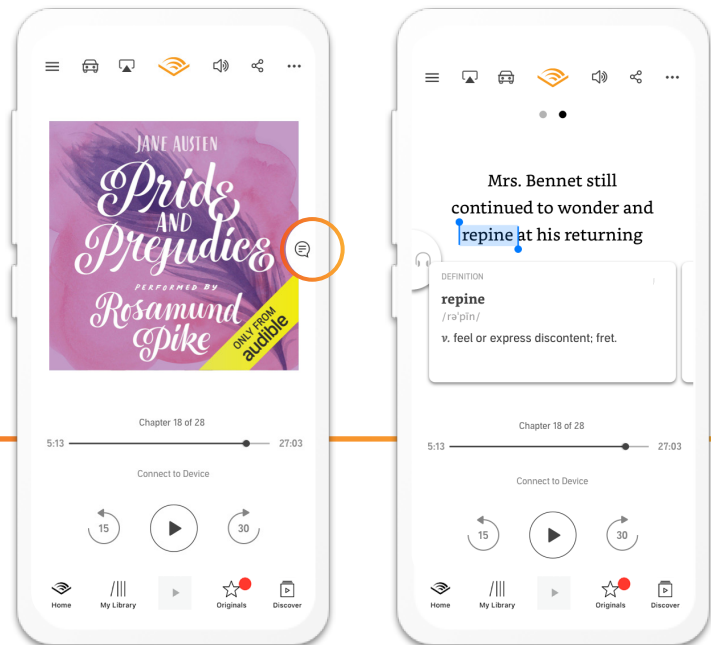 JANE AUSTEN
Pride
AND
Prejudice
PERFORMED BY
Rosamund
Pike
ONLY FROM
audible
Chapter 18 of 28
5:13
27:03
Connect to Device
15
30
Home
My Library
Originals
Discover
Mrs. Bennet still
continued to wonder and
repine at his returning
DEFINITION
repine
/rə'pīn/
v. feel or express discontent; fret.
Chapter 18 of 28
5:13
27:03
Connect to Device
15
30
Home
My Library
Originals
Discover